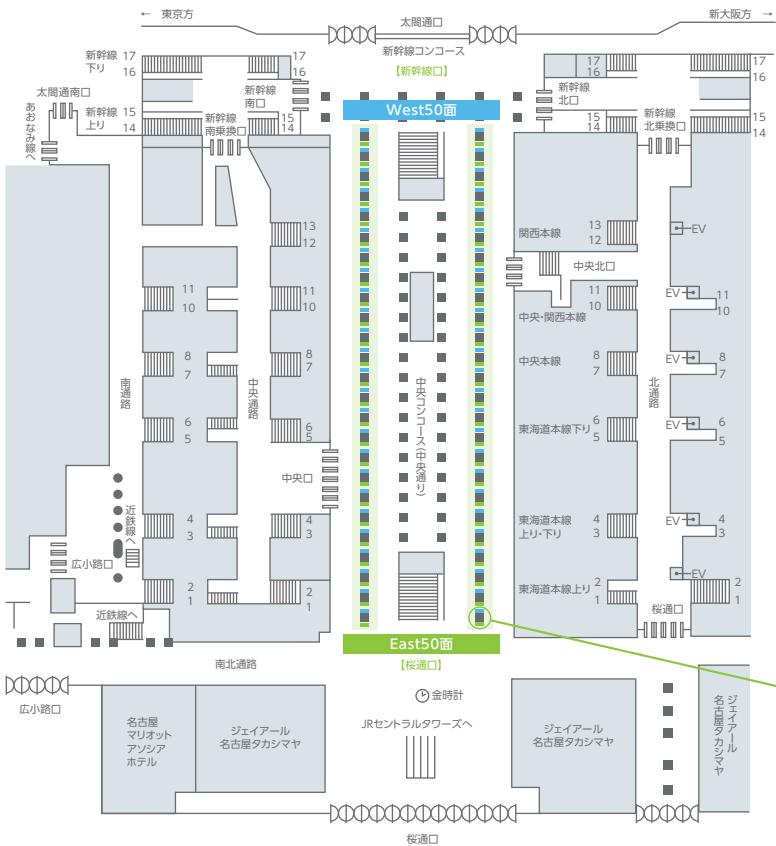 ← 東京方
太閤通口
新大阪方 →
新幹線コンコース
【新幹線口】
新幹線
下り
17
16
17
16
太閤通南口
新幹線
南口
新幹線
上り
15
14
15
14
新幹線
南乗換口
あおなみ線へ
West50面
17
16
新幹線
北口
15
14
新幹線
北乗換口
17
16
15
14
13
12
関西本線
13
12
EV
中央北口
11
10
11
10
中央・関西本線
11
10
EV
11
10
8
7
8
7
中央本線
8
7
EV
8
7
南通路
中央通路
中央コンコース(中央通り)
北通路
6
5
6
5
東海道本線下り
6
5
EV
6
5
中央口
近鉄線へ
4
3
4
3
東海道本線
上り・下り
4
3
EV
4
3
広小路口
2
1
2
1
東海道本線上り
2
1
EV
2
1
近鉄線へ
桜通口
East50面
【桜通口】
南北通路
金時計
広小路口
名古屋
マリオット
アソシア
ホテル
ジェイアール
名古屋タカシマヤ
JRセントラルタワーズへ
ジェイアール
名古屋タカシマヤ
ジェイアール
名古屋タカシマヤ
桜通口